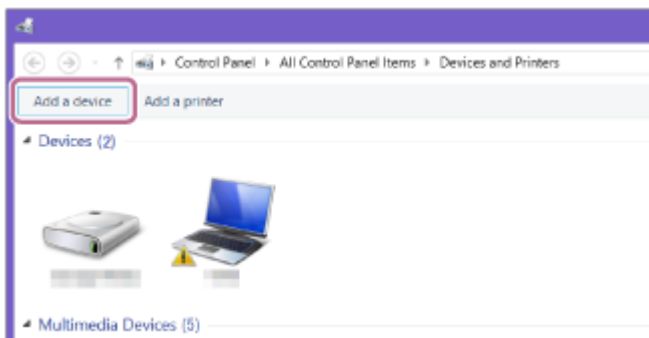 Control Panel All Control Panel Items Devices and Printers
Add a device Add a printer
Devices (2)
Multimedia Devices (5)